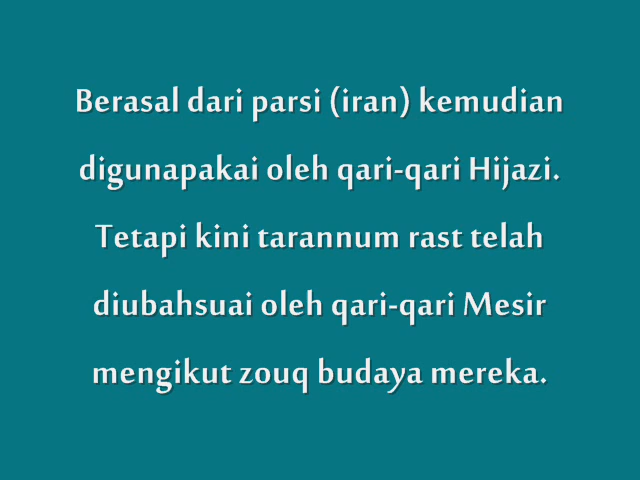 Berasal dari parsi (iran) kemudian
digunapakai oleh qari-qari Hijazi.
Tetapi kini tarannum rast telah
diubahsuai oleh qari-qari Mesir
mengikut zouq budaya mereka.